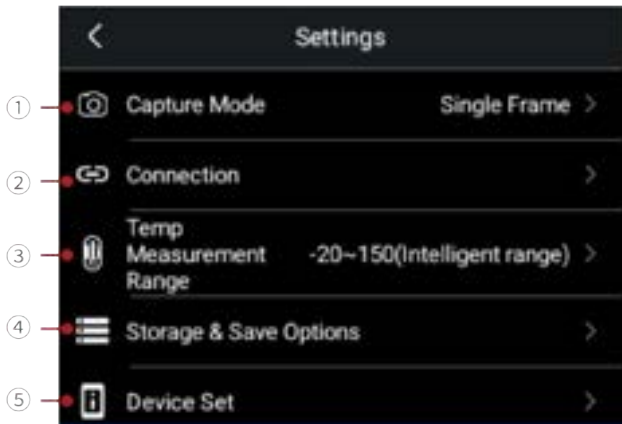 Settings
① Capture Mode Single Frame
② Connection
Temp
③ Measurement -20~150(Intelligent range)
Range
④ Storage & Save Options
⑤ Device Set